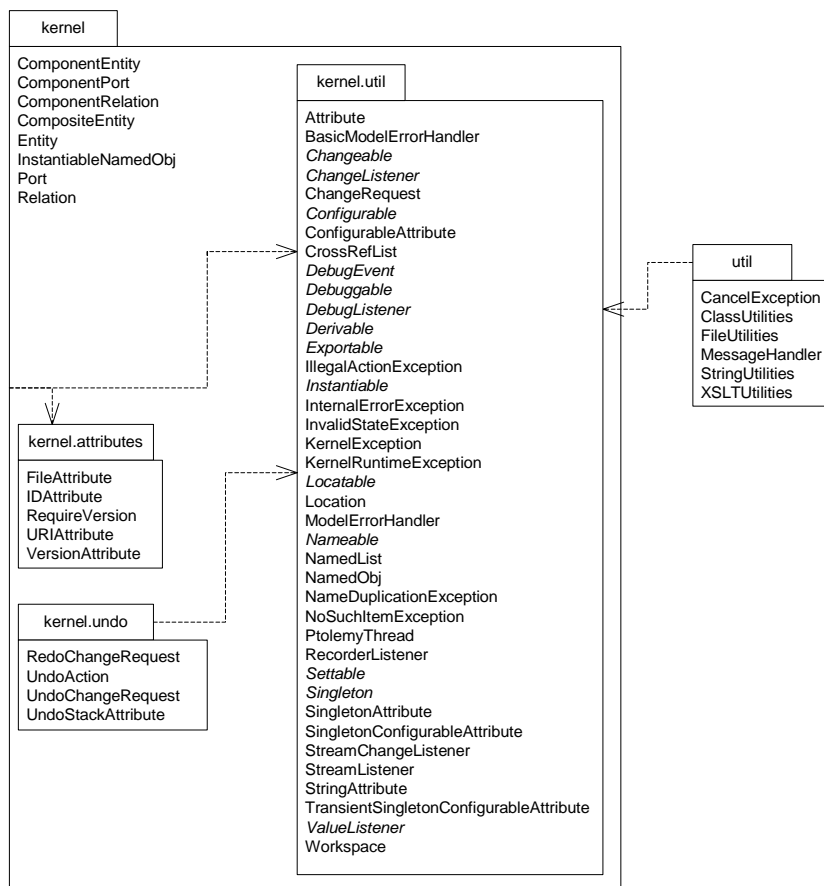 kernel
ComponentEntity
ComponentPort
ComponentRelation
CompositeEntity
Entity
InstantiableNamedObj
Port
Relation
kernel.attributes
FileAttribute
IDAttribute
RequireVersion
URIAttribute
VersionAttribute
kernel.undo
RedoChangeRequest
UndoAction
UndoChangeRequest
UndoStackAttribute
kernel.util
Attribute
BasicModelErrorHandler
Changeable
ChangeListener
ChangeRequest
Configurable
ConfigurableAttribute
CrossRefList
DebugEvent
Debuggable
DebugListener
Derivable
Exportable
IllegalActionException
Instantiable
InternalErrorException
InvalidStateException
KernelException
KernelRuntimeException
Locatable
Location
ModelErrorHandler
Nameable
NamedList
NamedObj
NameDuplicationException
NoSuchItemException
PtolemyThread
RecorderListener
Settable
Singleton
SingletonAttribute
SingletonConfigurableAttribute
StreamChangeListener
StreamListener
StringAttribute
TransientSingletonConfigurableAttribute
ValueListener
Workspace
util
CancelException
ClassUtilities
FileUtilities
MessageHandler
StringUtilities
XSLTUtilities